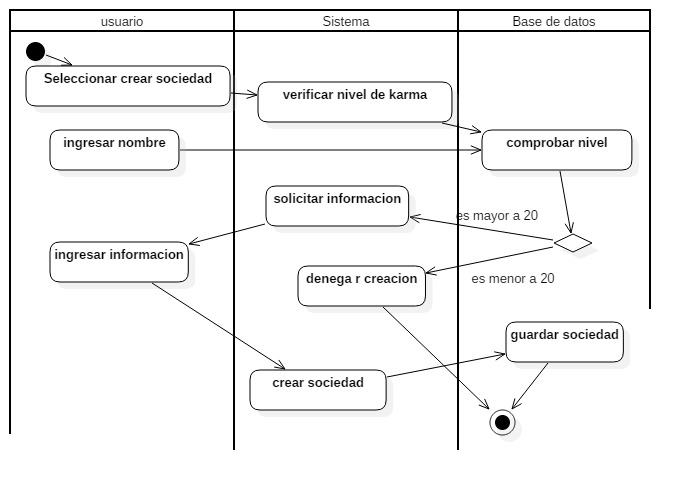 usuario
Sistema
Base de datos
Seleccionar crear sociedad
verificar nivel de karma
ingresar nombre
comprobar nivel
solicitar informacion
es mayor a 20
ingresar informacion
denega r creacion
es menor a 20
guardar sociedad
crear sociedad